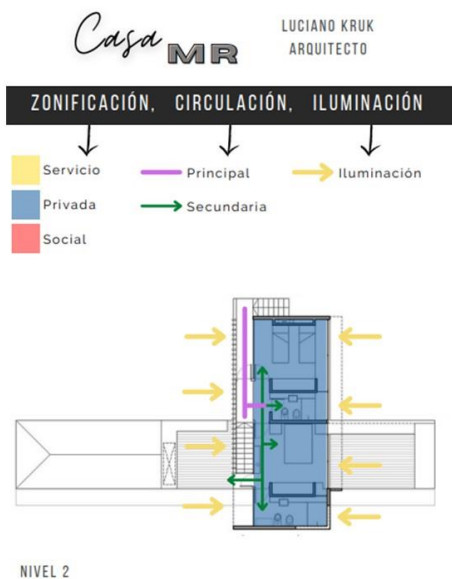 Casa MR
LUCIANO KRUK
ARQUITECTO
ZONIFICACIÓN, CIRCULACIÓN, ILUMINACIÓN
Servicio
Principal
Iluminación
Privada
Secundaria
Social
NIVEL 2